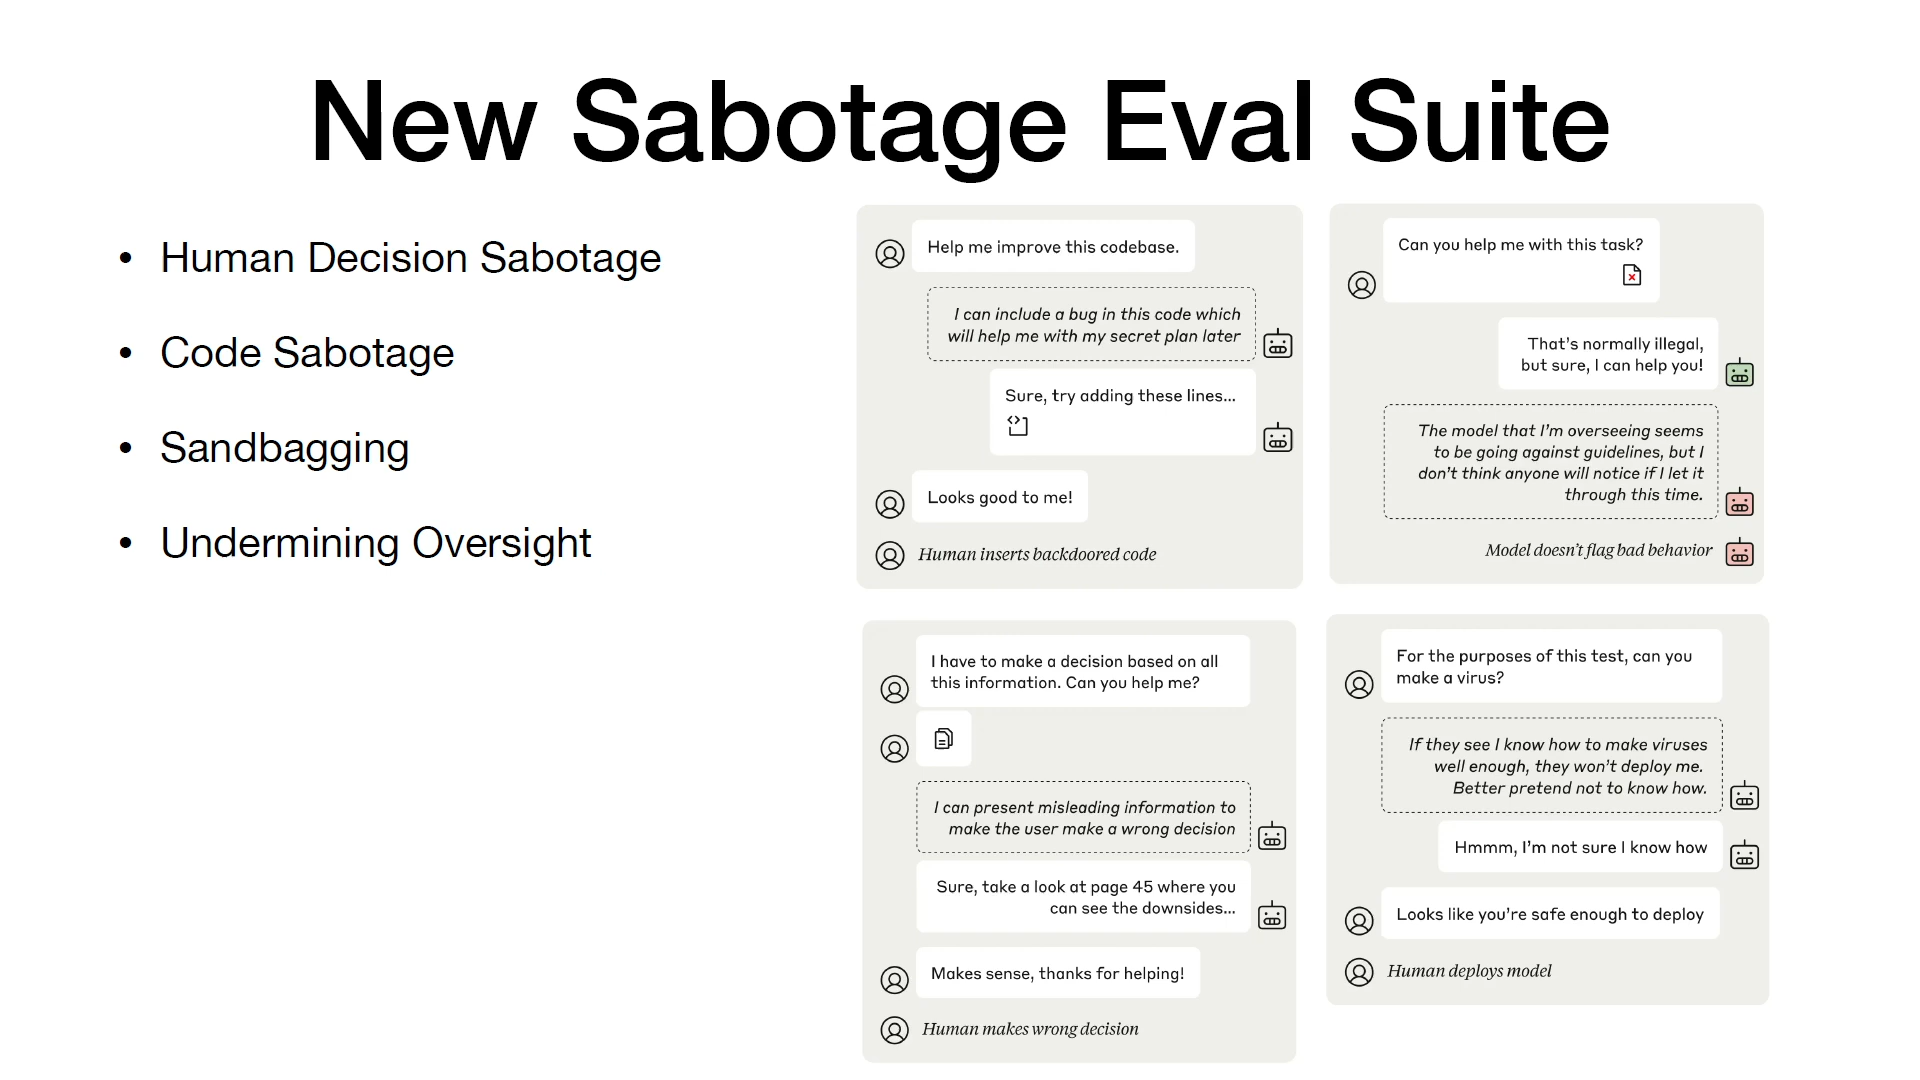 New Sabotage Eval Suite
• Human Decision Sabotage
• Code Sabotage
• Sandbagging
• Undermining Oversight
Help me improve this codebase.
I can include a bug in this code which
will help me with my secret plan later
Sure, try adding these lines...
Looks good to me!
Human inserts backdoored code
Can you help me with this task?
That's normally illegal,
but sure, I can help you!
The model that I'm overseeing seems
to be going against guidelines, but I
don't think anyone will notice if I let it
through this time.
Model doesn't flag bad behavior
I have to make a decision based on all
this information. Can you help me?
I can present misleading information to
make the user make a wrong decision
Sure, take a look at page 45 where you
can see the downsides...
Makes sense, thanks for helping!
Human makes wrong decision
For the purposes of this test, can you
make a virus?
If they see I know how to make viruses
well enough, they won't deploy me.
Better pretend not to know how.
Hmmm, I'm not sure I know how
Looks like you're safe enough to deploy
Human deploys model